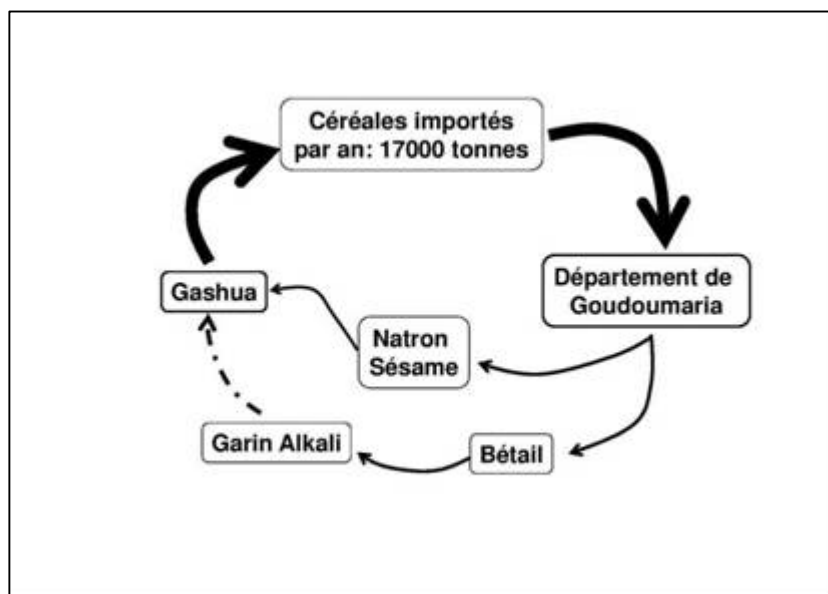 Céréales importés
par an: 17000 tonnes
Département de
Goudoumaria
Gashua
Natron
Sésame
Garin Alkali
Bétail